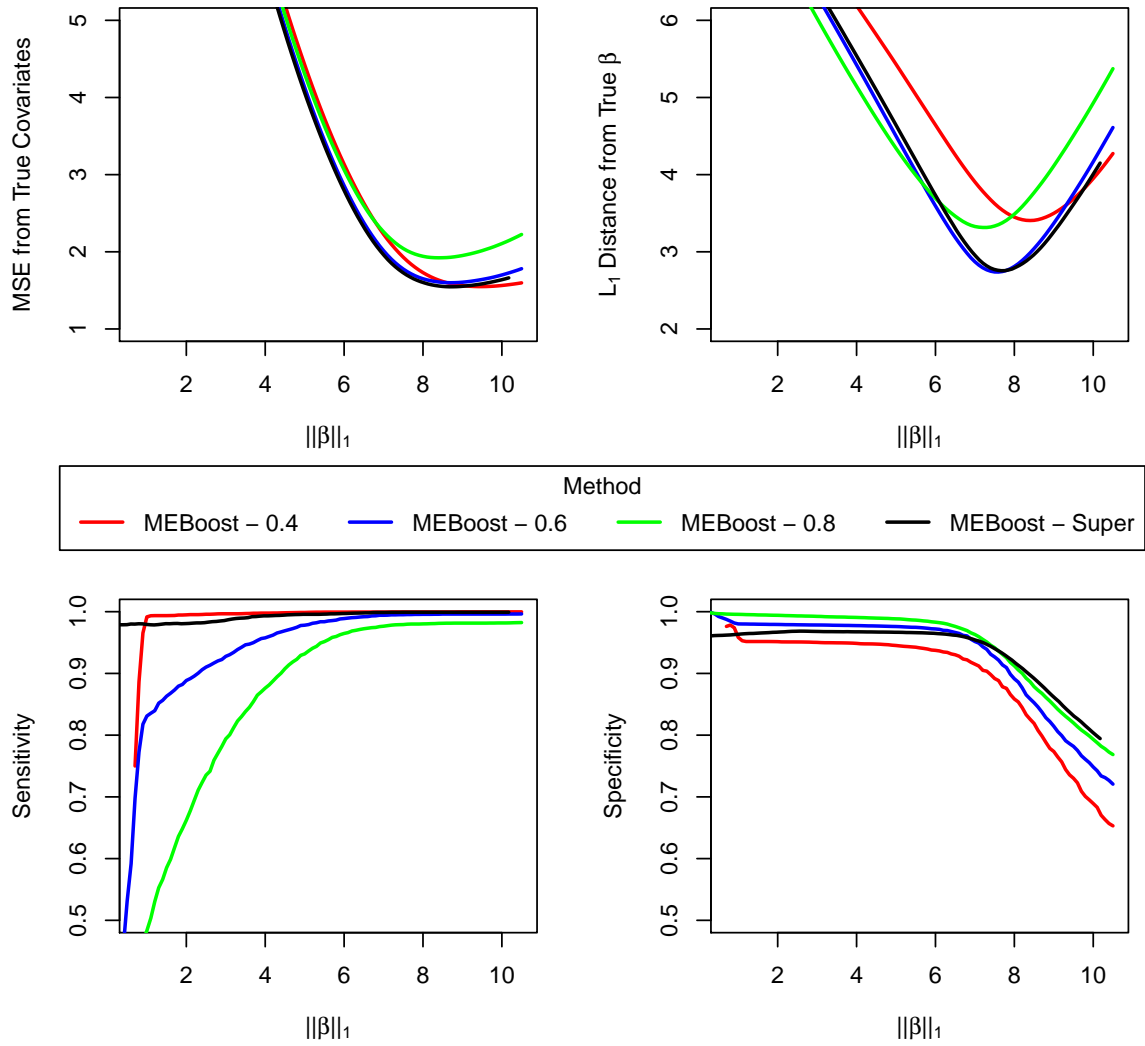 MSE from True Covariates
5
4
3
2
1
2 4 6 8 10
||β||₁
L₁ Distance from True β
6
5
4
3
2
2 4 6 8 10
||β||₁
Method
MEBoost − 0.4 MEBoost − 0.6 MEBoost − 0.8 MEBoost − Super
Sensitivity
1.0
0.9
0.8
0.7
0.6
0.5
2 4 6 8 10
||β||₁
Specificity
1.0
0.9
0.8
0.7
0.6
0.5
2 4 6 8 10
||β||₁